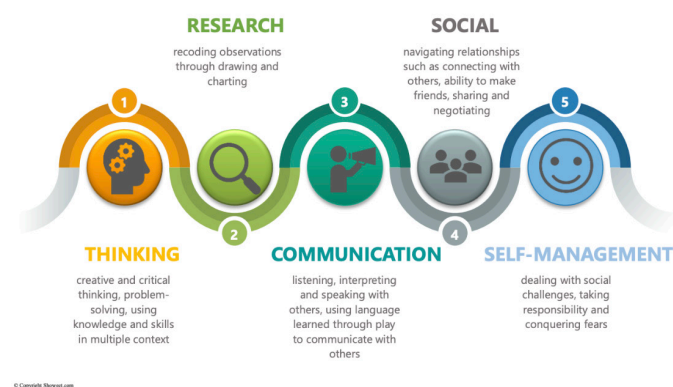 RESEARCH
recoding observations
through drawing and
charting
SOCIAL
navigating relationships
such as connecting with
others, ability to make
friends, sharing and
negotiating
1
2
3
4
5
THINKING
creative and critical
thinking, problem-
solving, using
knowledge and skills
in multiple context
COMMUNICATION
listening, interpreting
and speaking with
others, using language
learned through play
to communicate with
others
SELF-MANAGEMENT
dealing with social
challenges, taking
responsibility and
conquering fears
© Copyright Showeet.com